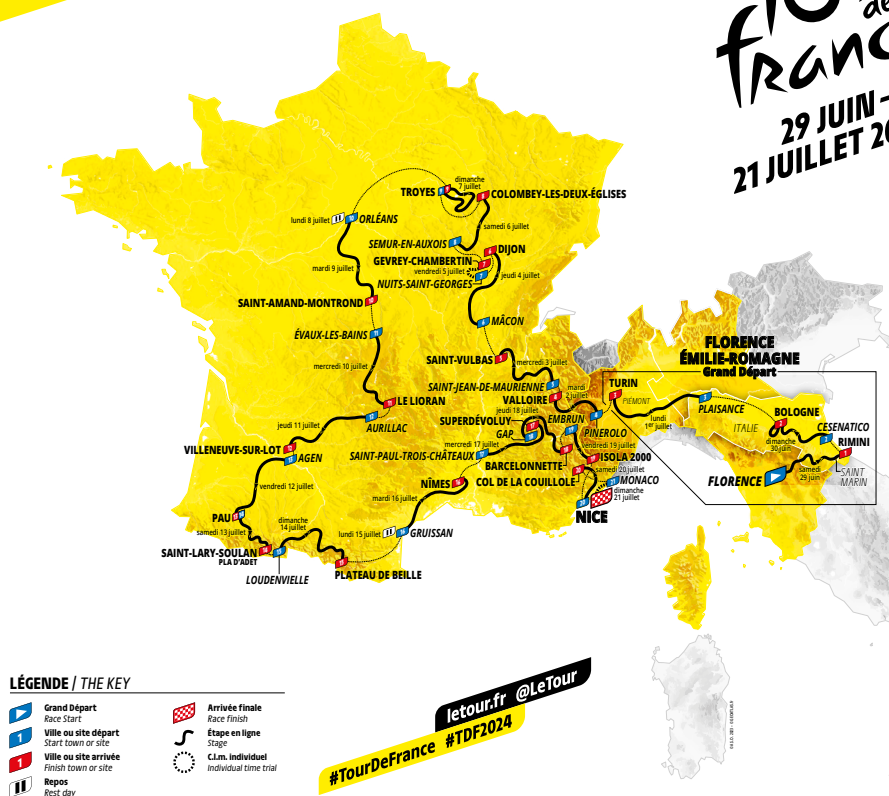 de
franc
29 JUIN –
21 JUILLET 20
dimanche
7 juillet
TROYES
COLOMBEY-LES-DEUX-ÉGLISES
lundi 8 juillet
ORLÉANS
samedi 6 juillet
SEMUR-EN-AUXOIS
DIJON
GEVREY-CHAMBERTIN
vendredi 5 juillet
jeudi 4 juillet
NUITS-SAINT-GEORGES
mardi 9 juillet
SAINT-AMAND-MONTROND
MÂCON
ÉVAUX-LES-BAINS
FLORENCE
ÉMILIE-ROMAGNE
Grand Départ
SAINT-VULBAS
mercredi 3 juillet
mercredi 10 juillet
SAINT-JEAN-DE-MAURIENNE
mardi
2 juillet
TURIN
VALLOIRE
PIÉMONT
PLAISANCE
LE LIORAN
jeudi 18 juillet
SUPERDÉVOLUY
EMBRUN
lundi
1er juillet
BOLOGNE
jeudi 11 juillet
AURILLAC
GAP
PINEROLO
ITALIE
CESENATICO
mercredi 17 juillet
vendredi 19 juillet
dimanche
30 juin
RIMINI
VILLENEUVE-SUR-LOT
AGEN
SAINT-PAUL-TROIS-CHÂTEAUX
ISOLA 2000
BARCELONNETTE
samedi 20 juillet
samedi
29 juin
SAINT
MARIN
NÎMES
COL DE LA COUILLOLE
MONACO
FLORENCE
vendredi 12 juillet
mardi 16 juillet
dimanche
21 juillet
NICE
PAU
dimanche
14 juillet
samedi 13 juillet
lundi 15 juillet
GRUISSAN
SAINT-LARY-SOULAN
PLA D'ADET
LOUDENVIELLE
PLATEAU DE BEILLE
LÉGENDE / THE KEY
Grand Départ
Race Start
1
Ville ou site départ
Start town or site
1
Ville ou site arrivée
Finish town or site
Repos
Rest day
Arrivée finale
Race finish
Étape en ligne
Stage
C.l.m. individuel
Individual time trial
letour.fr @LeTour
#TourDeFrance #TDF2024